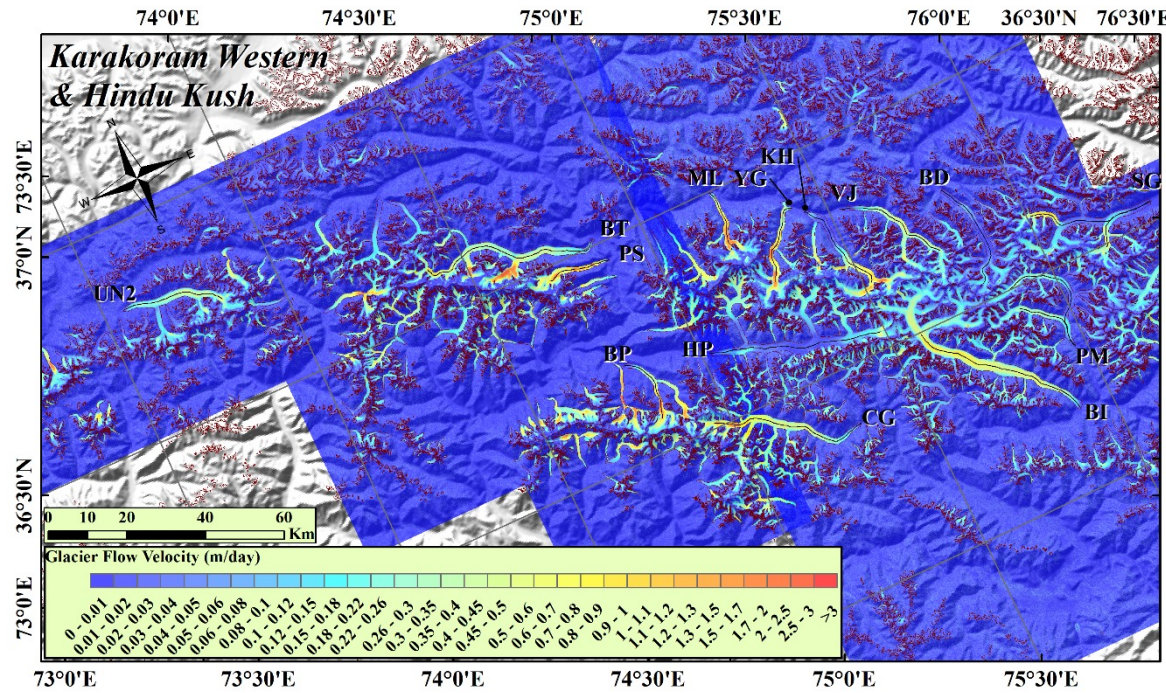 74°0'E 74°30'E 75°0'E 75°30'E 76°0'E 36°30'N 76°30'E
Karakoram Western
& Hindu Kush
N
E
W
S
73°30'E
37°0'N
36°30'N
73°0'E
KH
ML YG VJ BD SG
BT
PS
UN2
BP HP PM
BI
CG
0 10 20 40 60
Km
Glacier Flow Velocity (m/day)
0 - 0.01
0.01 - 0.02
0.02 - 0.03
0.03 - 0.04
0.04 - 0.05
0.05 - 0.06
0.06 - 0.08
0.08 - 0.1
0.1 - 0.12
0.12 - 0.15
0.15 - 0.18
0.18 - 0.22
0.22 - 0.26
0.26 - 0.3
0.3 - 0.35
0.35 - 0.4
0.4 - 0.45
0.45 - 0.5
0.5 - 0.6
0.6 - 0.7
0.7 - 0.8
0.8 - 0.9
0.9 - 1
1 - 1.1
1.1 - 1.2
1.2 - 1.3
1.3 - 1.5
1.5 - 1.7
1.7 - 2
2 - 2.5
2.5 - 3
>3
73°0'E 73°30'E 74°0'E 74°30'E 75°0'E 75°30'E